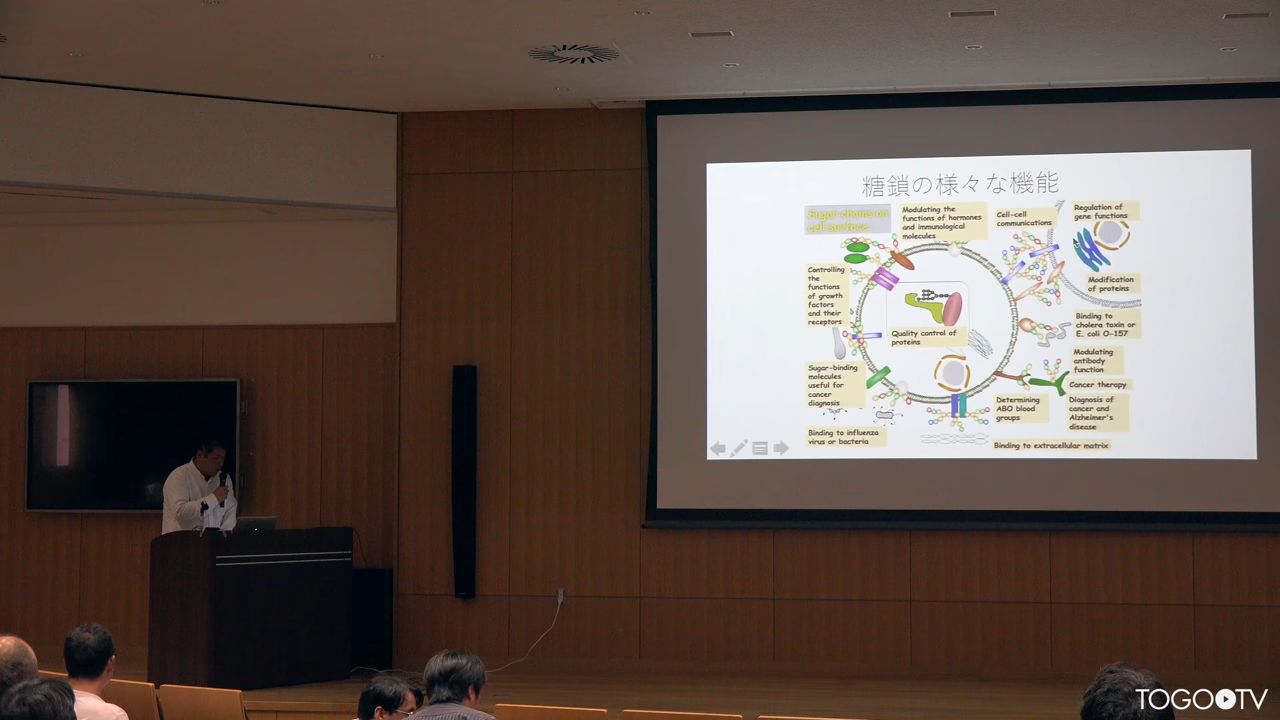 糖鎖の様々な機能
Sugar chains on
cell surface
Modulating the
functions of hormones
and immunological
molecules
Cell-cell
communications
Regulation of
gene functions
Controlling
the
functions
of growth
factors
and their
receptors
Modification
of proteins
Quality control of
proteins
Binding to
cholera toxin or
E. coli O-157
Sugar-binding
molecules
useful for
cancer
diagnosis
Modulating
antibody
function
Cancer therapy
Determining
ABO blood
groups
Diagnosis of
cancer and
Alzheimer's
disease
Binding to influenza
virus or bacteria
Binding to extracellular matrix
TOGO TV